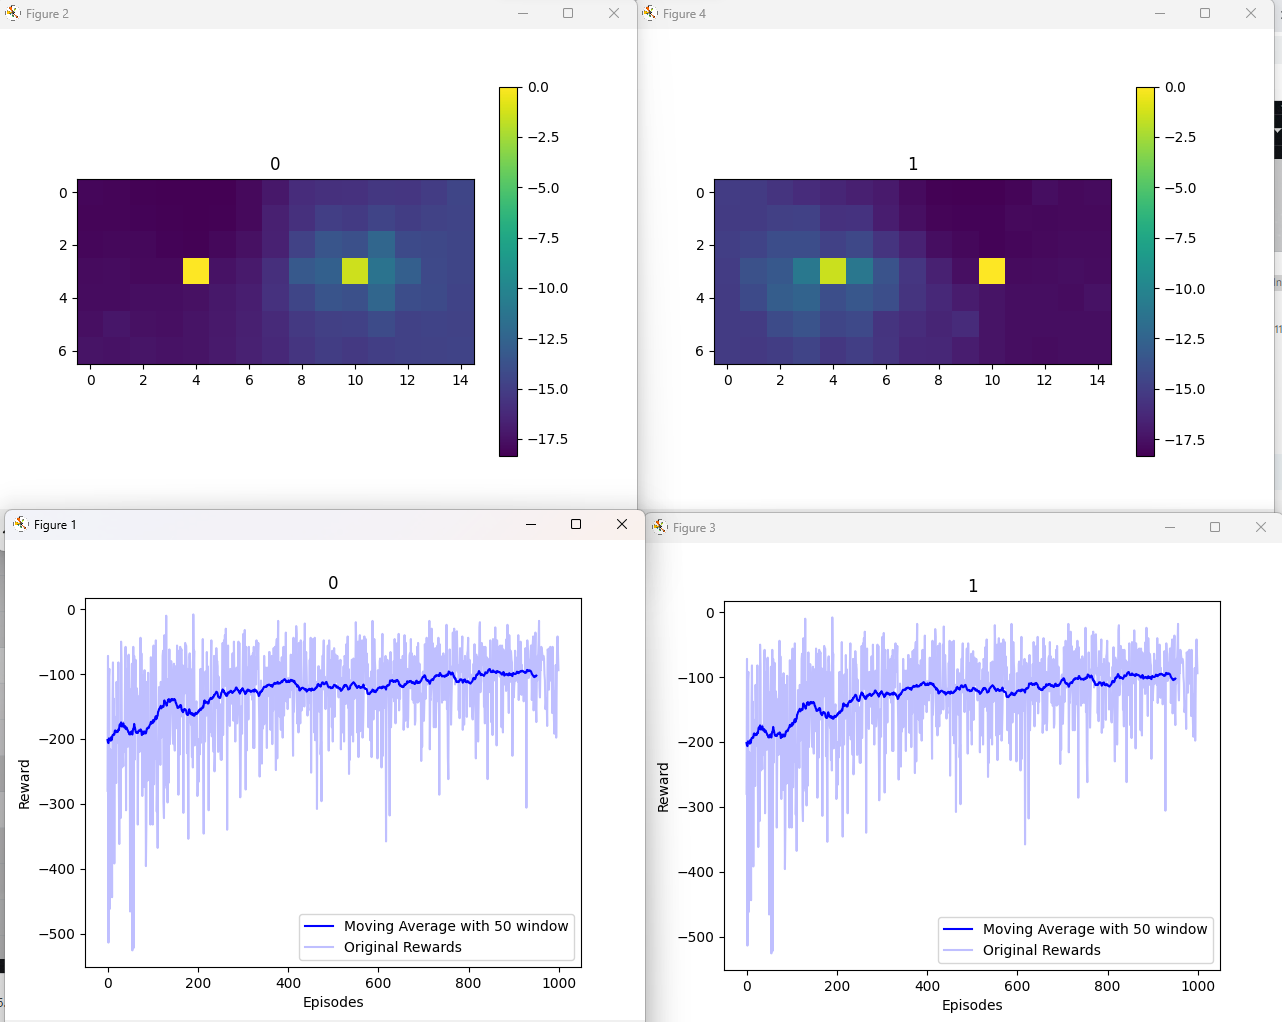 Figure 2
0
0.0
−2.5
−5.0
−7.5
−10.0
−12.5
−15.0
−17.5
0
2
4
6
0 2 4 6 8 10 12 14
Figure 4
1
0.0
−2.5
−5.0
−7.5
−10.0
−12.5
−15.0
−17.5
0
2
4
6
0 2 4 6 8 10 12 14
Figure 1
0
0
−100
−200
−300
−400
−500
Reward
Moving Average with 50 window
Original Rewards
0 200 400 600 800 1000
Episodes
Figure 3
1
0
−100
−200
−300
−400
−500
Reward
Moving Average with 50 window
Original Rewards
0 200 400 600 800 1000
Episodes